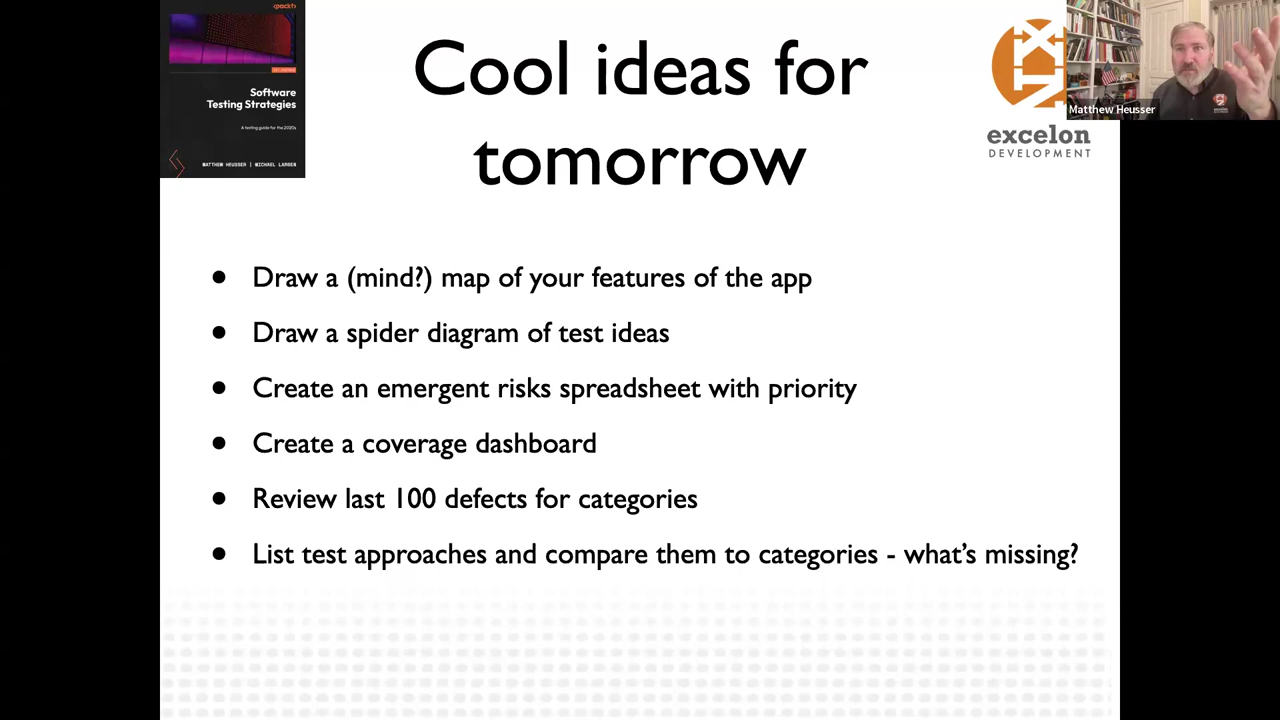 <packt>
Software
Testing Strategies
A testing guide for the 2020s
MATTHEW HEUSSER | MICHAEL LARSEN
Cool ideas for
tomorrow
excelon
DEVELOPMENT
Matthew Heusser
• Draw a (mind?) map of your features of the app
• Draw a spider diagram of test ideas
• Create an emergent risks spreadsheet with priority
• Create a coverage dashboard
• Review last 100 defects for categories
• List test approaches and compare them to categories - what's missing?